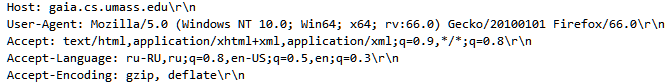 Host: gaia.cs.umass.edu\r\n
User-Agent: Mozilla/5.0 (Windows NT 10.0; Win64; x64; rv:66.0) Gecko/20100101 Firefox/66.0\r\n
Accept: text/html,application/xhtml+xml,application/xml;q=0.9,*/*;q=0.8\r\n
Accept-Language: ru-RU,ru;q=0.8,en-US;q=0.5,en;q=0.3\r\n
Accept-Encoding: gzip, deflate\r\n